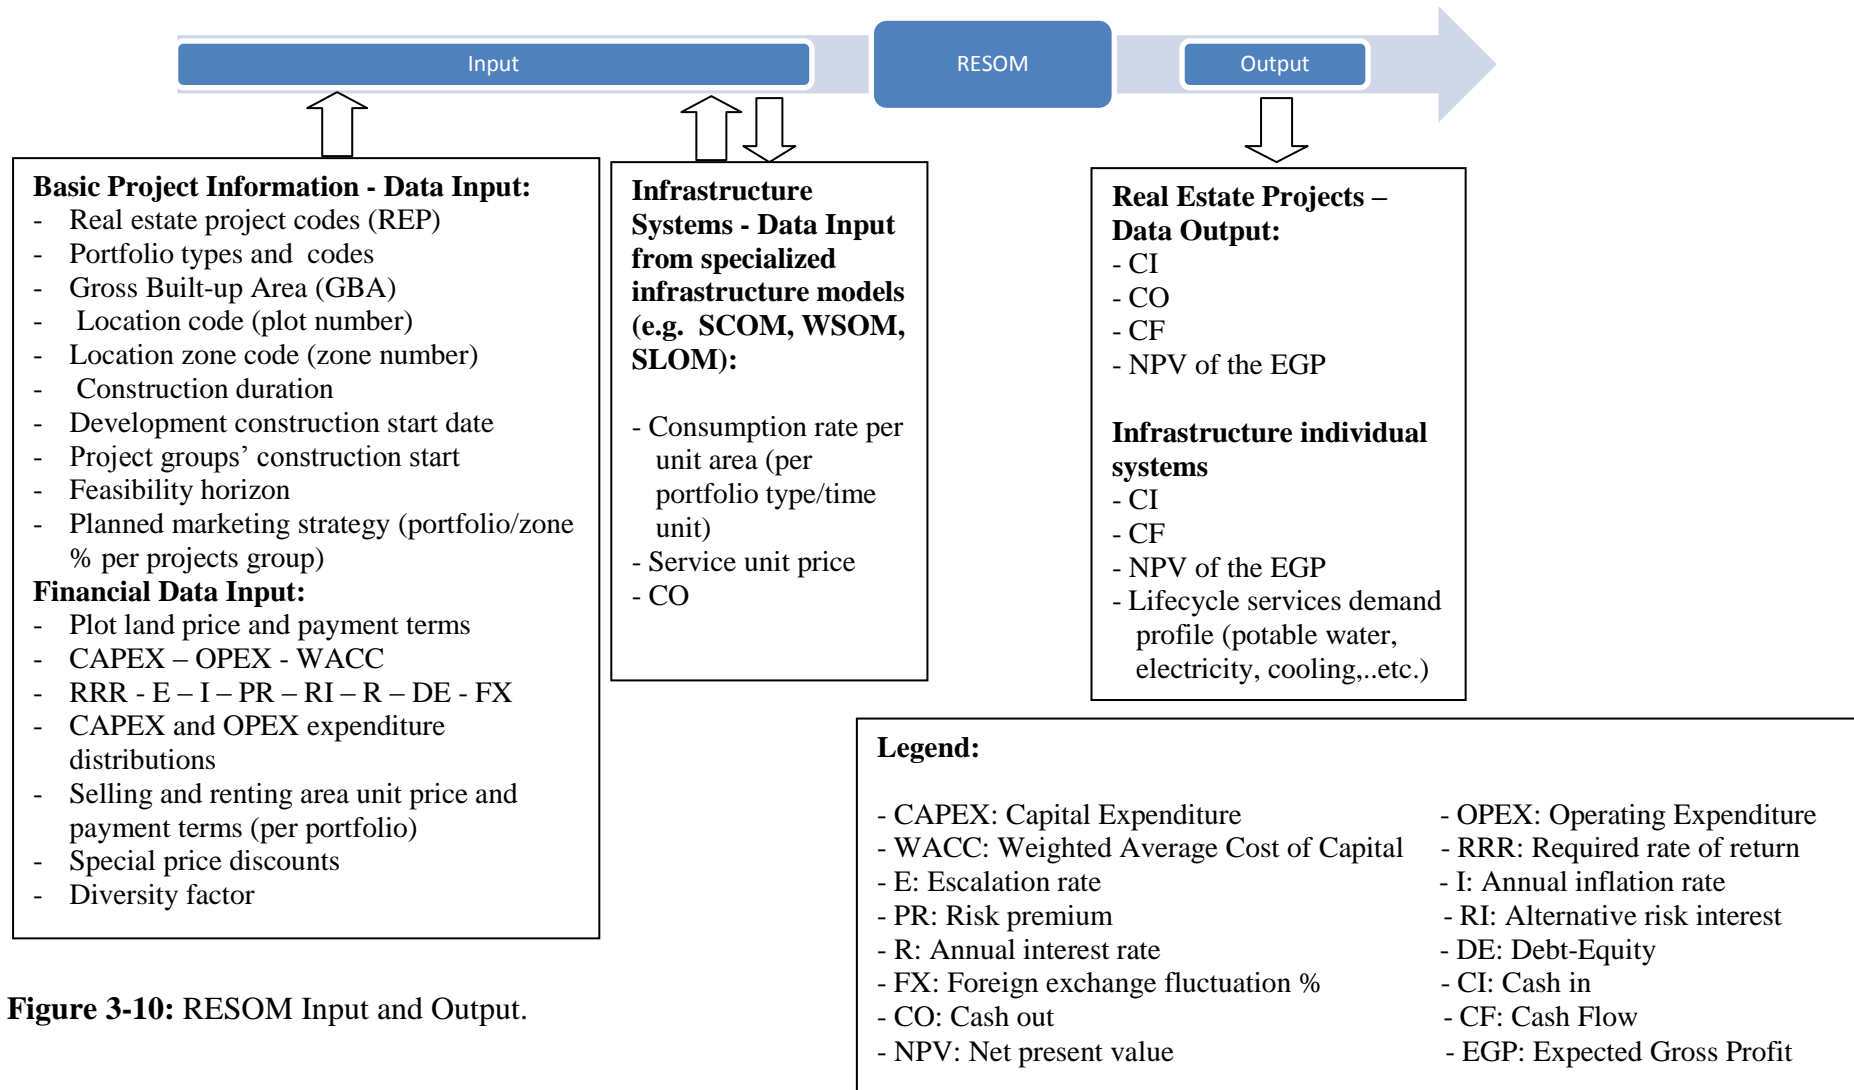 Input
RESOM
Output
Basic Project Information - Data Input:
- Real estate project codes (REP)
- Portfolio types and codes
- Gross Built-up Area (GBA)
- Location code (plot number)
- Location zone code (zone number)
- Construction duration
- Development construction start date
- Project groups’ construction start
- Feasibility horizon
- Planned marketing strategy (portfolio/zone
% per projects group)
Financial Data Input:
- Plot land price and payment terms
- CAPEX – OPEX - WACC
- RRR - E – I – PR – RI – R – DE - FX
- CAPEX and OPEX expenditure
distributions
- Selling and renting area unit price and
payment terms (per portfolio)
- Special price discounts
- Diversity factor
Infrastructure
Systems - Data Input
from specialized
infrastructure models
(e.g. SCOM, WSOM,
SLOM):
- Consumption rate per
unit area (per
portfolio type/time
unit)
- Service unit price
- CO
Real Estate Projects –
Data Output:
- CI
- CO
- CF
- NPV of the EGP
Infrastructure individual
systems
- CI
- CF
- NPV of the EGP
- Lifecycle services demand
profile (potable water,
electricity, cooling,..etc.)
Legend:
- CAPEX: Capital Expenditure - OPEX: Operating Expenditure
- WACC: Weighted Average Cost of Capital - RRR: Required rate of return
- E: Escalation rate - I: Annual inflation rate
- PR: Risk premium - RI: Alternative risk interest
- R: Annual interest rate - DE: Debt-Equity
- FX: Foreign exchange fluctuation % - CI: Cash in
- CO: Cash out - CF: Cash Flow
- NPV: Net present value - EGP: Expected Gross Profit
Figure 3-10: RESOM Input and Output.